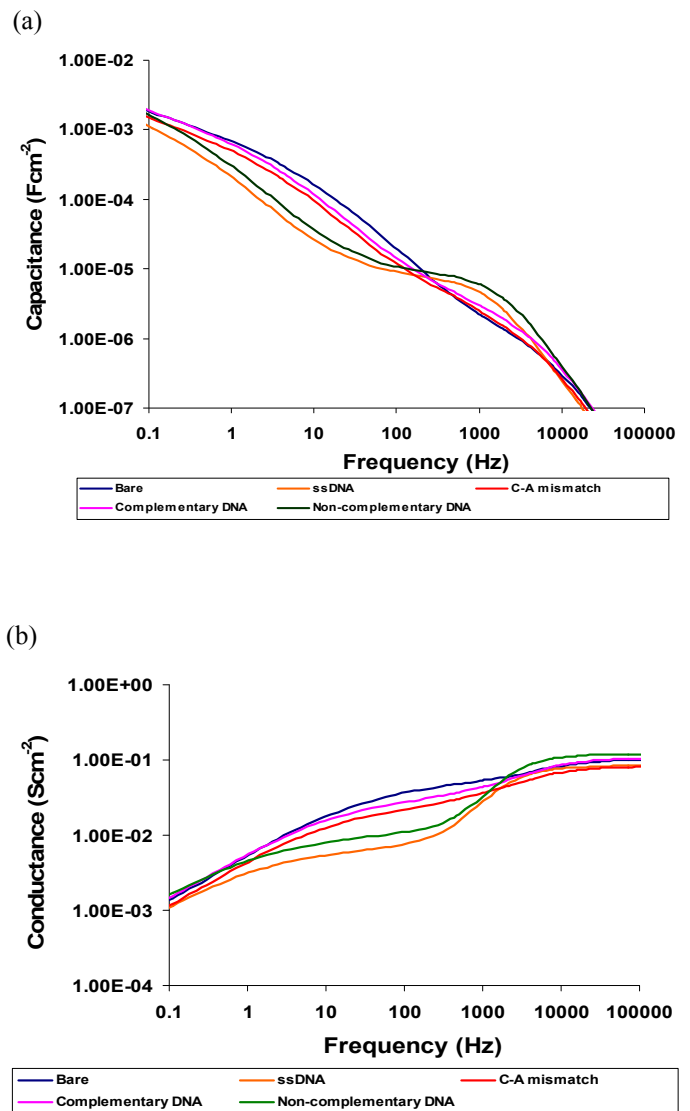 (a)
1.00E-02
1.00E-03
1.00E-04
1.00E-05
1.00E-06
1.00E-07
Capacitance (Fcm-2)
0.1 1 10 100 1000 10000 100000
Frequency (Hz)
Bare ssDNA C-A mismatch
Complementary DNA Non-complementary DNA
(b)
1.00E+00
1.00E-01
1.00E-02
1.00E-03
1.00E-04
Conductance (Scm-2)
0.1 1 10 100 1000 10000 100000
Frequency (Hz)
Bare ssDNA C-A mismatch
Complementary DNA Non-complementary DNA